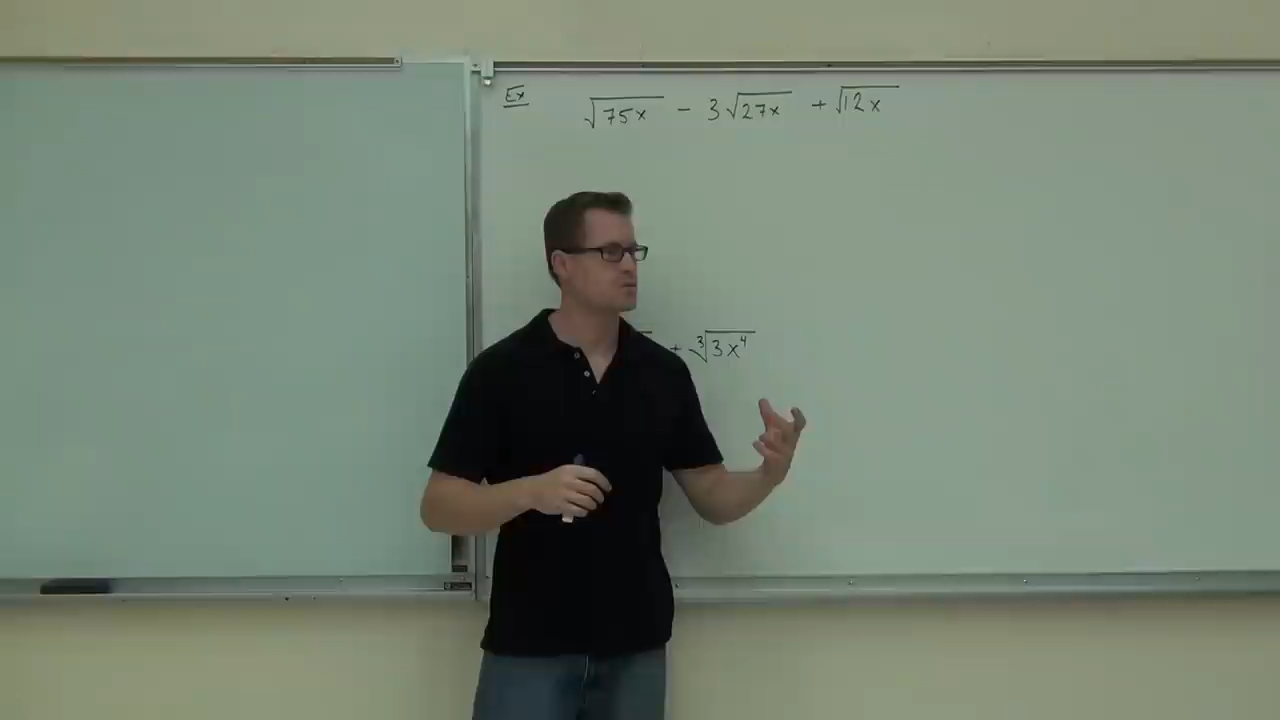 Ex √75x - 3√27x + √12x
+ ∛3x⁴